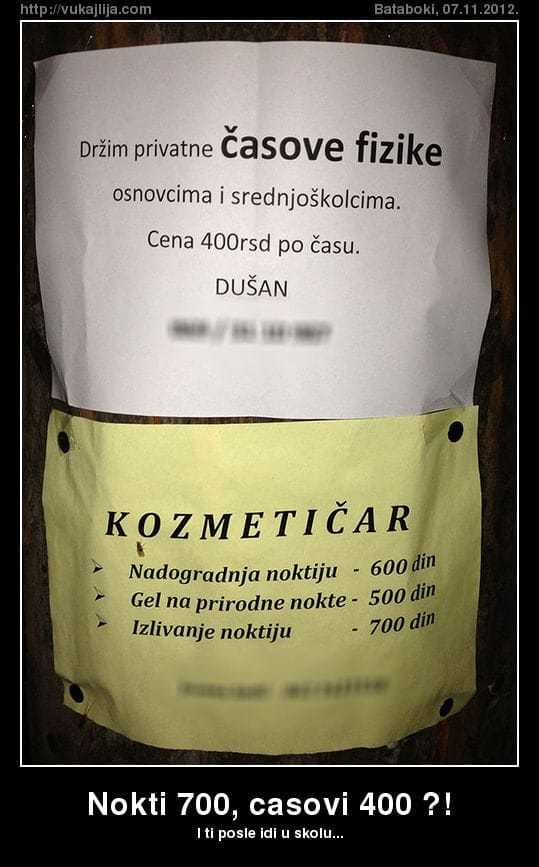 http://vukajlija.com
Bataboki, 07.11.2012.
Držim privatne časove fizike
osnovcima i srednjoškolcima.
Cena 400rsd po času.
DUŠAN
KOZMETIČAR
➤ Nadogradnja noktiju - 600 din
➤ Gel na prirodne nokte - 500 din
➤ Izlivanje noktiju - 700 din
Nokti 700, casovi 400 ?!
I ti posle idi u skolu...